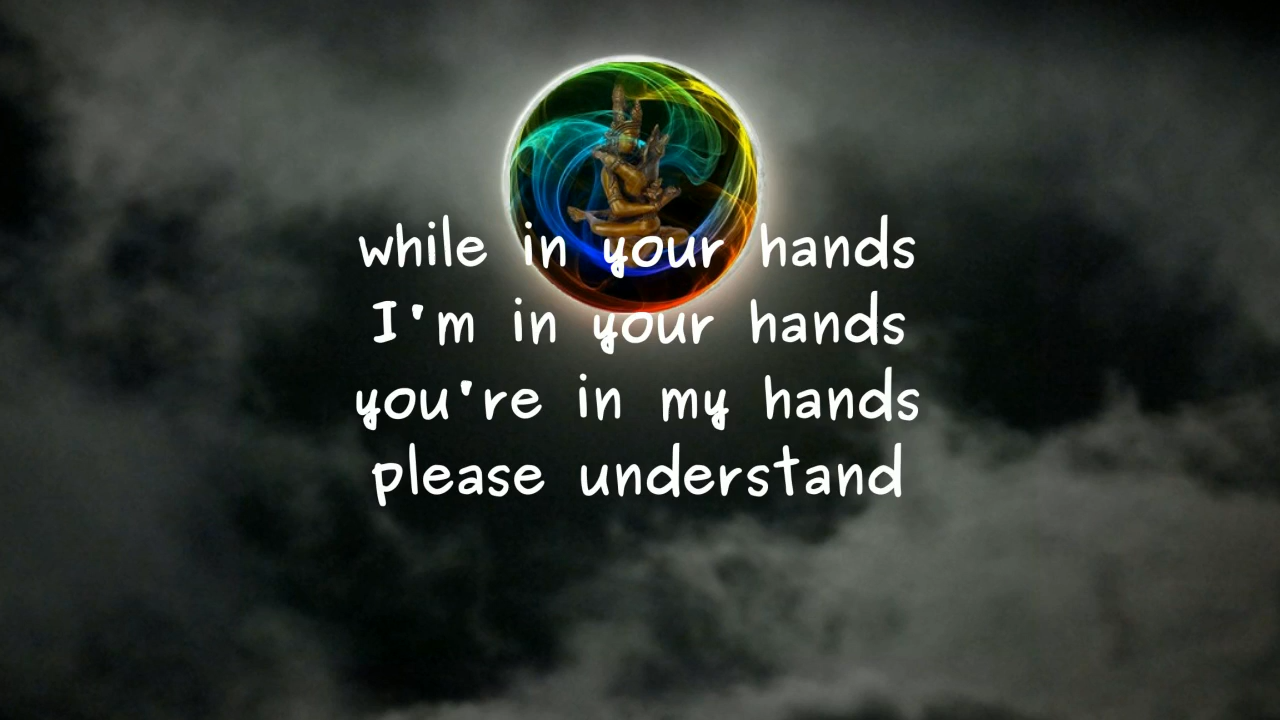 while in your hands
I'm in your hands
you're in my hands
please understand